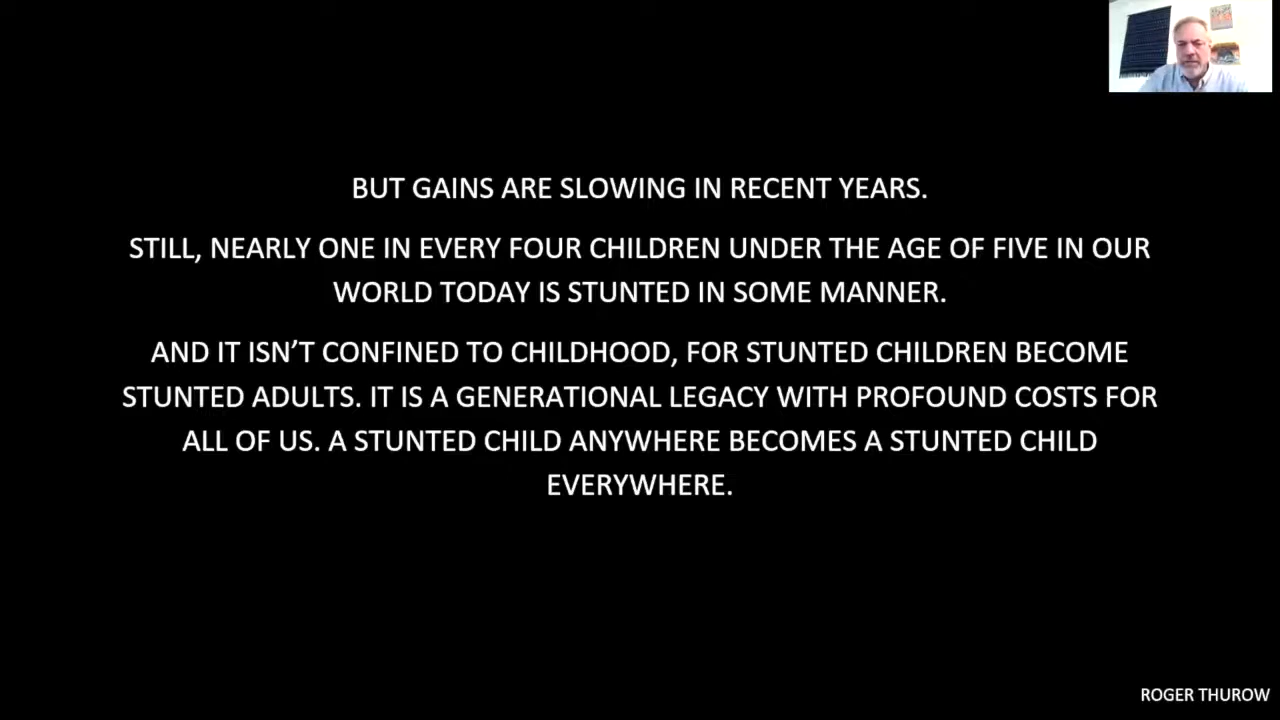 BUT GAINS ARE SLOWING IN RECENT YEARS.
STILL, NEARLY ONE IN EVERY FOUR CHILDREN UNDER THE AGE OF FIVE IN OUR
WORLD TODAY IS STUNTED IN SOME MANNER.
AND IT ISN’T CONFINED TO CHILDHOOD, FOR STUNTED CHILDREN BECOME
STUNTED ADULTS. IT IS A GENERATIONAL LEGACY WITH PROFOUND COSTS FOR
ALL OF US. A STUNTED CHILD ANYWHERE BECOMES A STUNTED CHILD
EVERYWHERE.
ROGER THUROW